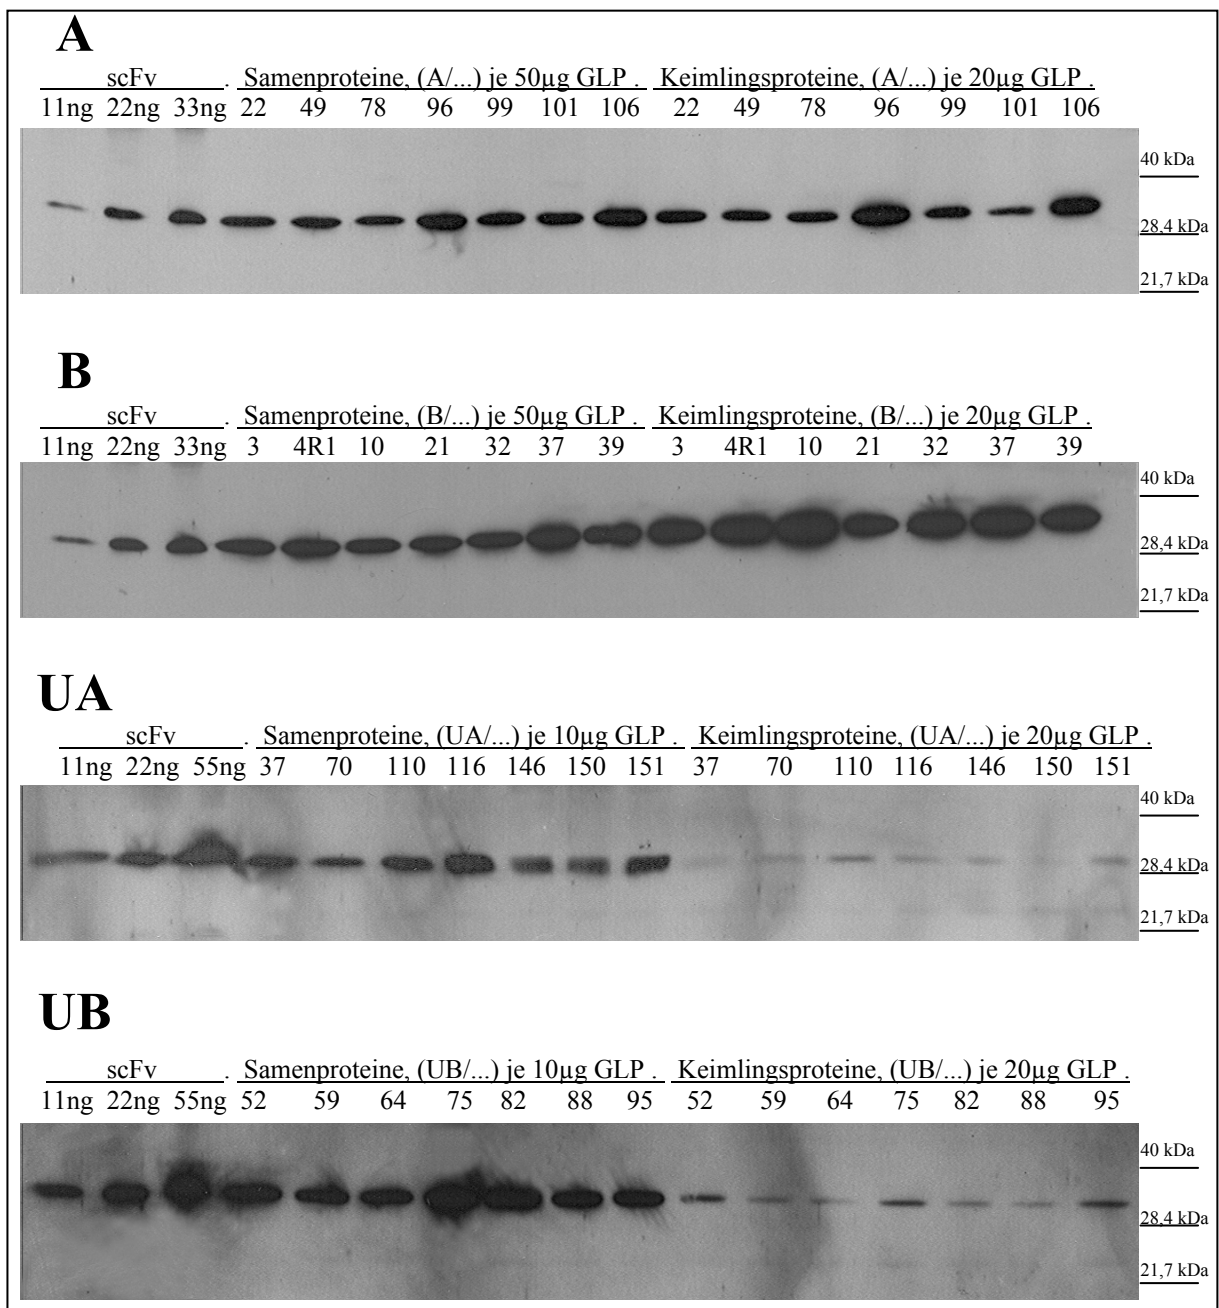 A
scFv . Samenproteine, (A/...) je 50µg GLP . Keimlingsproteine, (A/...) je 20µg GLP .
11ng 22ng 33ng 22 49 78 96 99 101 106 22 49 78 96 99 101 106
40 kDa
28,4 kDa
21,7 kDa
B
scFv . Samenproteine, (B/...) je 50µg GLP . Keimlingsproteine, (B/...) je 20µg GLP .
11ng 22ng 33ng 3 4R1 10 21 32 37 39 3 4R1 10 21 32 37 39
40 kDa
28,4 kDa
21,7 kDa
UA
scFv . Samenproteine, (UA/...) je 10µg GLP . Keimlingsproteine, (UA/...) je 20µg GLP .
11ng 22ng 55ng 37 70 110 116 146 150 151 37 70 110 116 146 150 151
40 kDa
28,4 kDa
21,7 kDa
UB
scFv . Samenproteine, (UB/...) je 10µg GLP . Keimlingsproteine, (UB/...) je 20µg GLP .
11ng 22ng 55ng 52 59 64 75 82 88 95 52 59 64 75 82 88 95
40 kDa
28,4 kDa
21,7 kDa